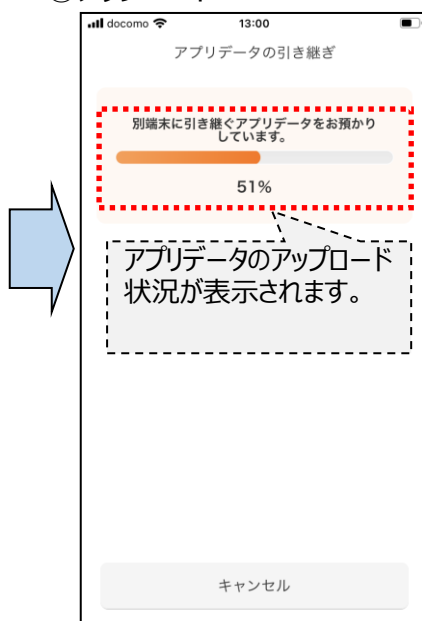 docomo 13:00
アプリデータの引き継ぎ
別端末に引き継ぐアプリデータをお預かり
しています。
51%
アプリデータのアップロード
状況が表示されます。
キャンセル